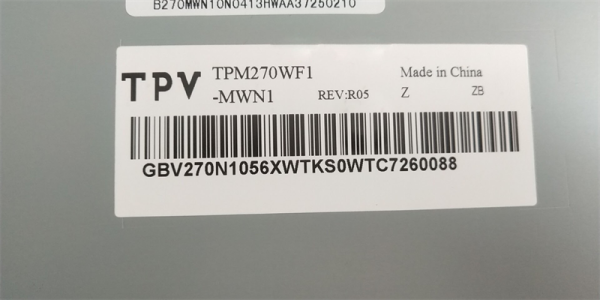 B270MWN10N0413HWAA37250210
TPV TPM270WF1 Made in China
-MWN1 REV:R05 Z ZB
GBV270N1056XWTKS0WTC7260088